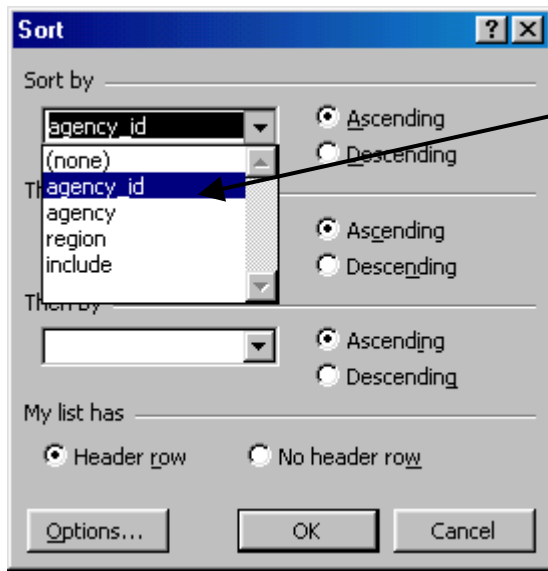 Sort
Sort by
agency_id
Ascending
Descending
(none)
agency_id
agency
region
include
Th
Ascending
Descending
Then by
Ascending
Descending
My list has
Header row
No header row
Options...
OK
Cancel